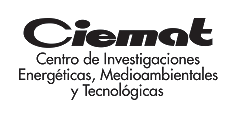 Ciemat
Centro de Investigaciones
Energéticas, Medioambientales
y Tecnológicas